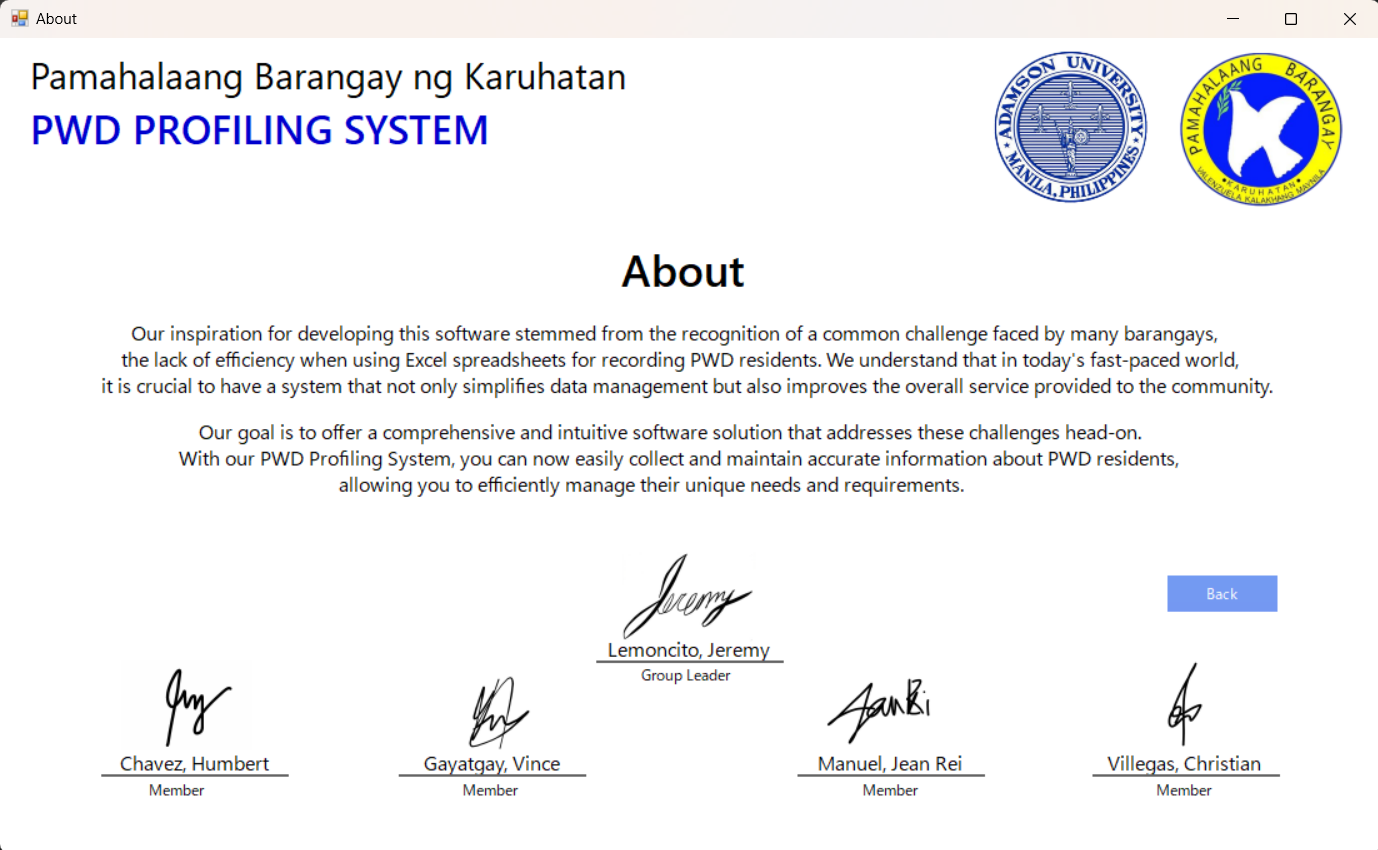 About
Pamahalaang Barangay ng Karuhatan
PWD PROFILING SYSTEM
ADAMSON UNIVERSITY
★ MANILA, PHILIPPINES ★
PAMAHALAANG BARANGAY
• KARUHATAN •
VALENZUELA KALAKHANG MAYNILA
About
Our inspiration for developing this software stemmed from the recognition of a common challenge faced by many barangays,
the lack of efficiency when using Excel spreadsheets for recording PWD residents. We understand that in today's fast-paced world,
it is crucial to have a system that not only simplifies data management but also improves the overall service provided to the community.
Our goal is to offer a comprehensive and intuitive software solution that addresses these challenges head-on.
With our PWD Profiling System, you can now easily collect and maintain accurate information about PWD residents,
allowing you to efficiently manage their unique needs and requirements.
Back
Jeremy
Lemoncito, Jeremy
Group Leader
Chavez, Humbert
Member
Gayatgay, Vince
Member
JeanRei
Manuel, Jean Rei
Member
Villegas, Christian
Member